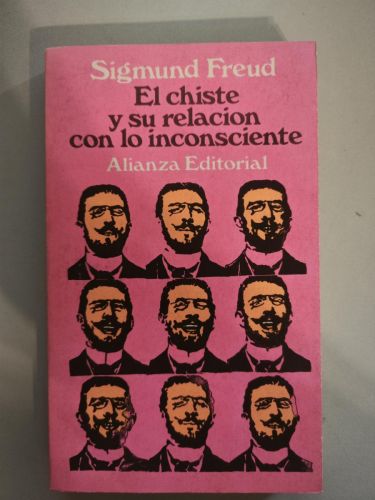 Sigmund Freud
El chiste
y su relacion
con lo inconsciente
Alianza Editorial